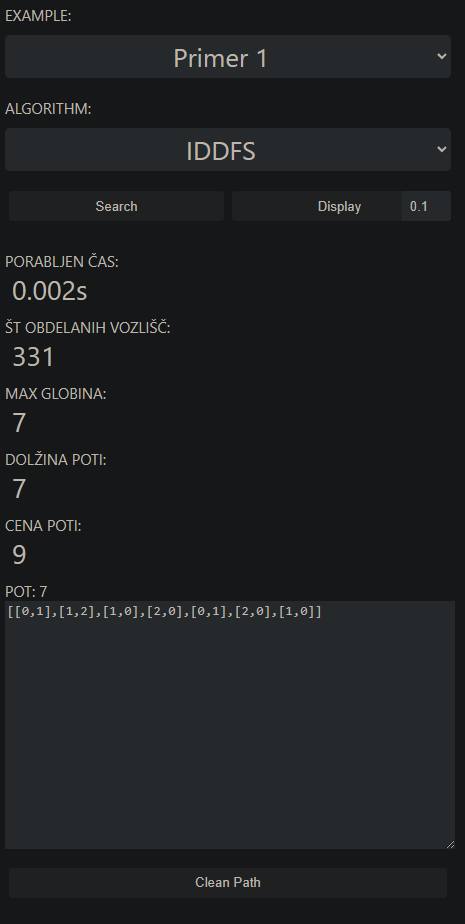 EXAMPLE:
Primer 1
ALGORITHM:
IDDFS
Search Display 0.1
PORABLJEN ČAS:
0.002s
ŠT OBDELANIH VOZLIŠČ:
331
MAX GLOBINA:
7
DOLŽINA POTI:
7
CENA POTI:
9
POT: 7
[[0,1],[1,2],[1,0],[2,0],[0,1],[2,0],[1,0]]
Clean Path